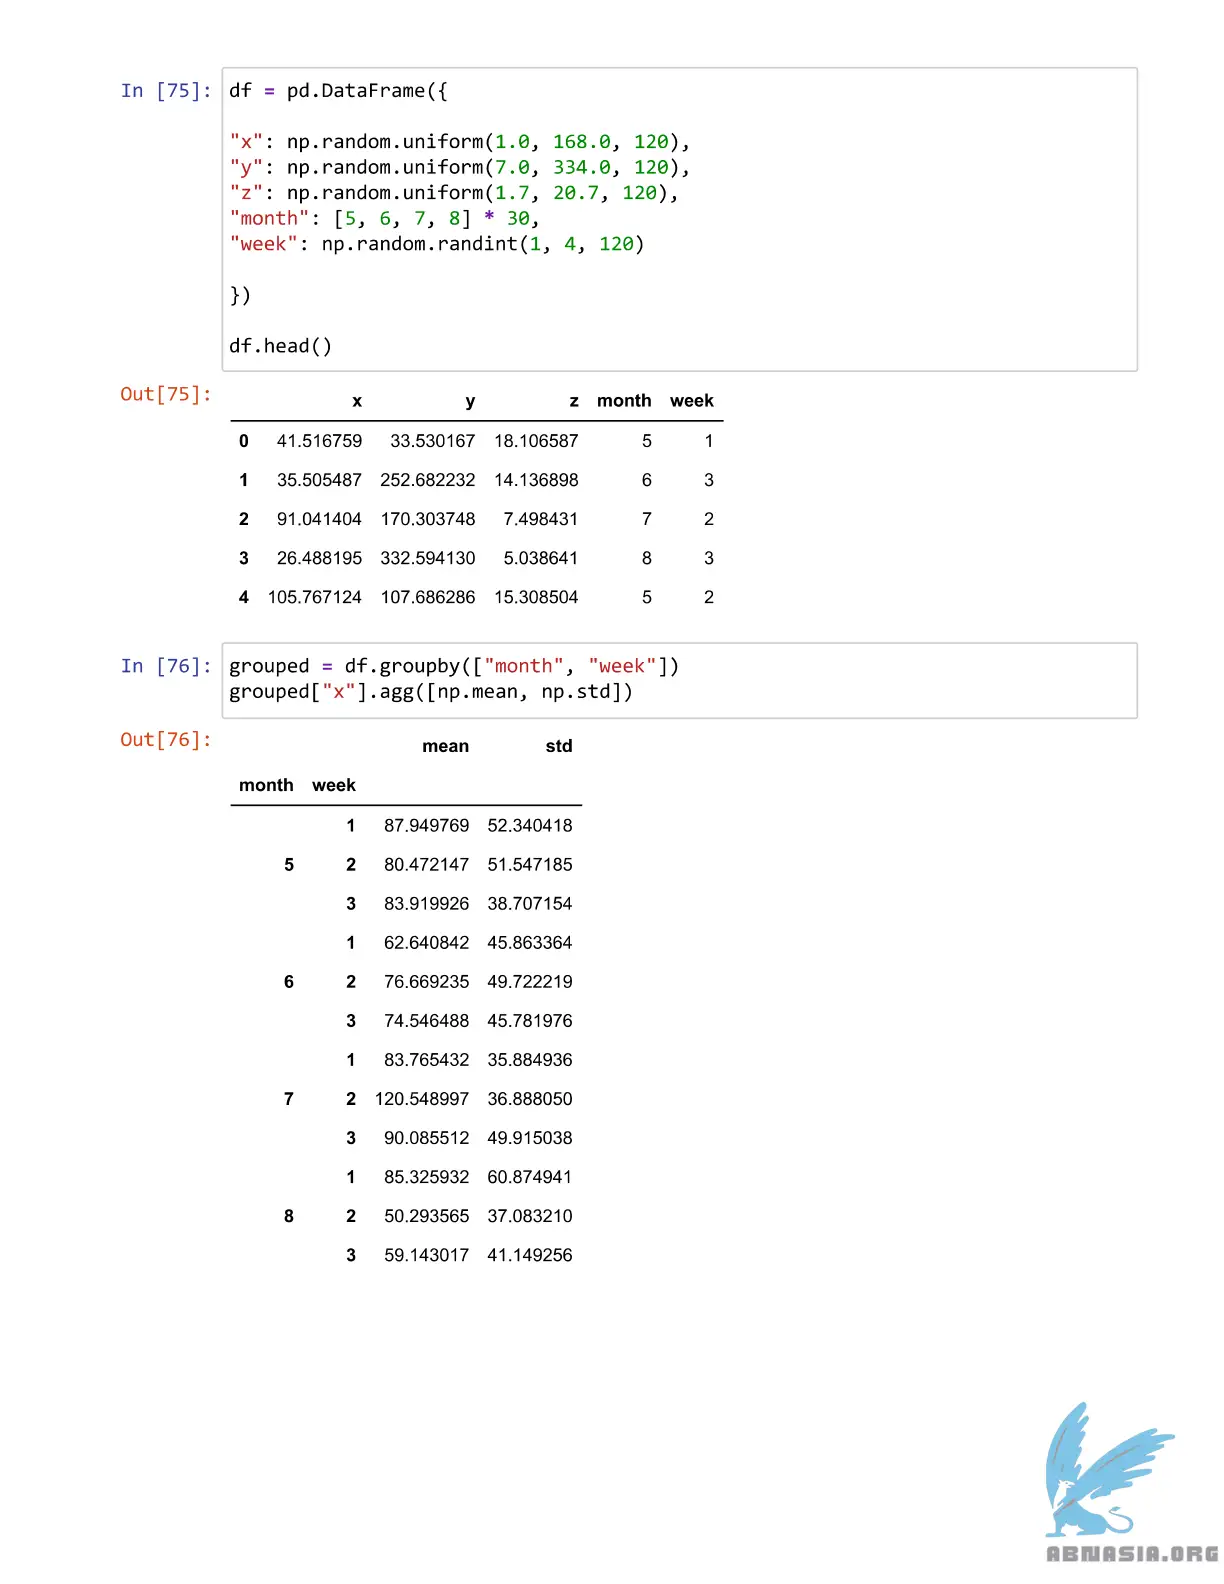 In [75]: df = pd.DataFrame({
"x": np.random.uniform(1.0, 168.0, 120),
"y": np.random.uniform(7.0, 334.0, 120),
"z": np.random.uniform(1.7, 20.7, 120),
"month": [5, 6, 7, 8] * 30,
"week": np.random.randint(1, 4, 120)
})
df.head()
Out[75]:
x y z month week
0 41.516759 33.530167 18.106587 5 1
1 35.505487 252.682232 14.136898 6 3
2 91.041404 170.303748 7.498431 7 2
3 26.488195 332.594130 5.038641 8 3
4 105.767124 107.686286 15.308504 5 2
In [76]: grouped = df.groupby(["month", "week"])
grouped["x"].agg([np.mean, np.std])
Out[76]:
mean std
month week
1 87.949769 52.340418
5 2 80.472147 51.547185
3 83.919926 38.707154
1 62.640842 45.863364
6 2 76.669235 49.722219
3 74.546488 45.781976
1 83.765432 35.884936
7 2 120.548997 36.888050
3 90.085512 49.915038
1 85.325932 60.874941
8 2 50.293565 37.083210
3 59.143017 41.149256
ABNASIA.ORG